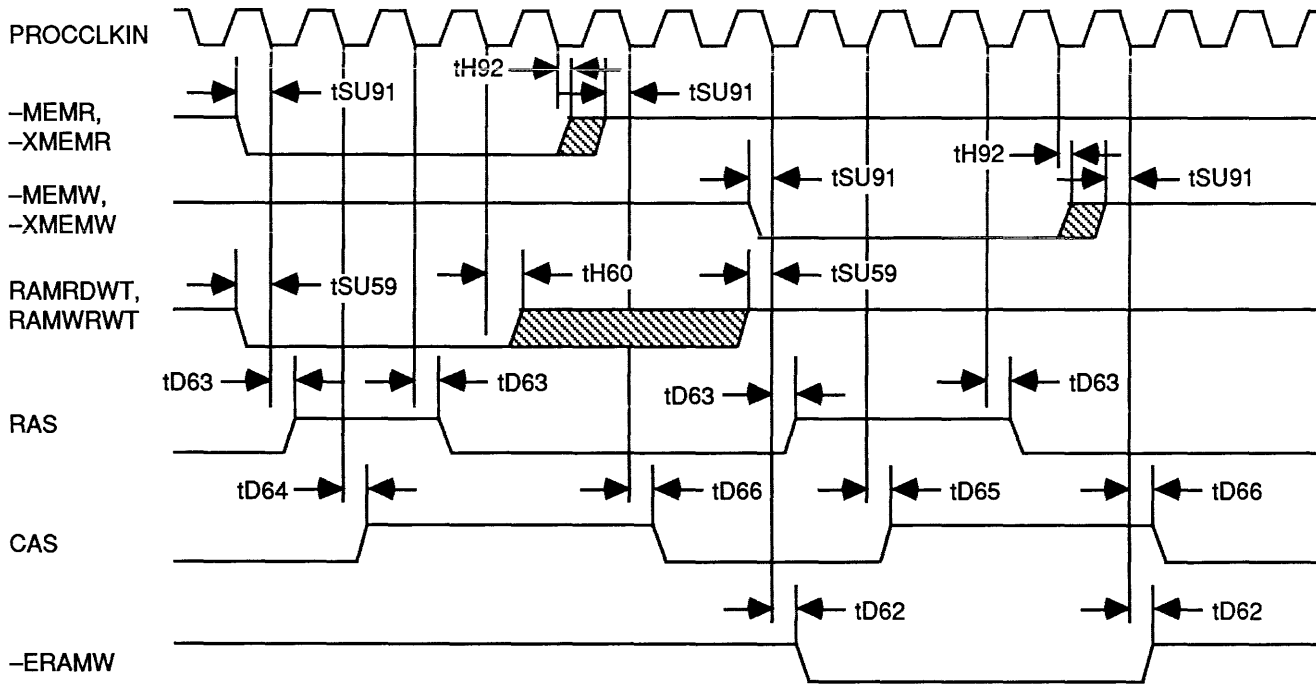 PROCCLKIN
tH92
tSU91
tSU91
–MEMR,
–XMEMR
tH92
tSU91
tSU91
–MEMW,
–XMEMW
tSU59
tH60
tSU59
RAMRDWT,
RAMWRWT
tD63
tD63
tD63
tD63
RAS
tD64
tD66
tD65
tD66
CAS
tD62
tD62
–ERAMW